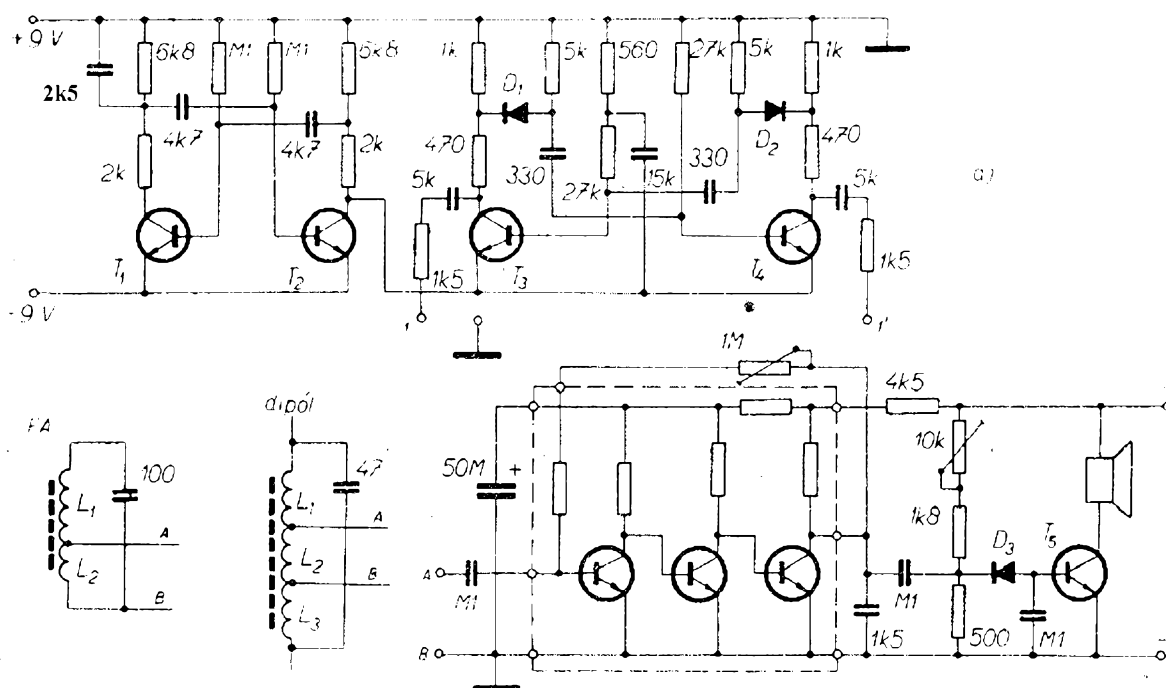 +9 V
6k8
M1
M1
6k8
1k
5k
560
27k
5k
1k
2k5
4k7
4k7
2k
2k
D1
D2
470
330
27k
15k
330
470
5k
5k
1k5
1k5
a)
T1
T2
T3
T4
-9 V
1
1'
1M
4k5
dipól
100
47
L1
L2
A
B
L1
L2
L3
A
B
50M
+
10k
1k8
D3
T5
A
M1
M1
B
1k5
500
M1
-